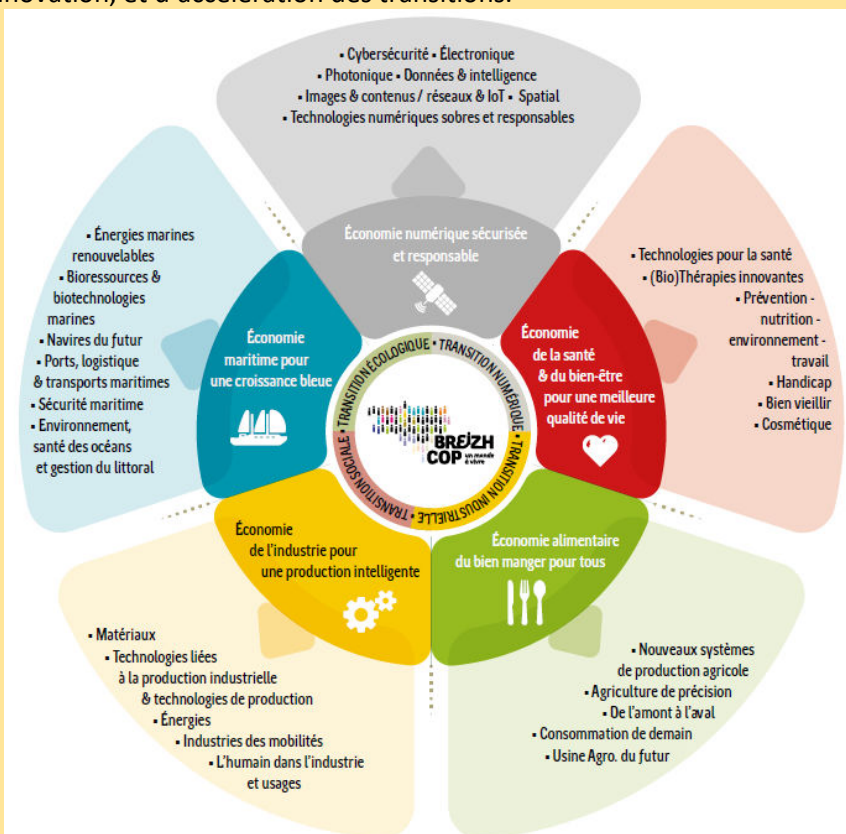 novation, et d'accélération des transitions.
▪ Cybersécurité ▪ Électronique
▪ Photonique ▪ Données & intelligence
▪ Images & contenus / réseaux & IoT ▪ Spatial
▪ Technologies numériques sobres et responsables
Économie numérique sécurisée
et responsable
▪ Énergies marines
renouvelables
▪ Bioressources &
biotechnologies
marines
▪ Navires du futur
▪ Ports, logistique
& transports maritimes
▪ Sécurité maritime
▪ Environnement,
santé des océans
et gestion du littoral
Économie
maritime pour
une croissance bleue
▪ Technologies pour la santé
▪ (Bio)Thérapies innovantes
▪ Prévention -
nutrition -
environnement -
travail
▪ Handicap
▪ Bien vieillir
▪ Cosmétique
Économie
de la santé
& du bien-être
pour une meilleure
qualité de vie
TRANSITION ÉCOLOGIQUE • TRANSITION NUMÉRIQUE • TRANSITION INDUSTRIELLE • TRANSITION SOCIALE •
BREIZH
COP un monde
à vivre
Économie
de l'industrie pour
une production intelligente
Économie alimentaire
du bien manger pour tous
▪ Matériaux
▪ Technologies liées
à la production industrielle
& technologies de production
▪ Énergies
▪ Industries des mobilités
▪ L'humain dans l'industrie
et usages
▪ Nouveaux systèmes
de production agricole
▪ Agriculture de précision
▪ De l'amont à l'aval
▪ Consommation de demain
▪ Usine Agro. du futur